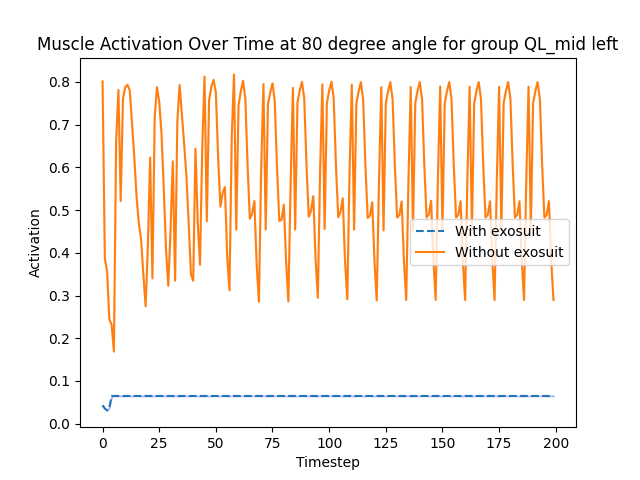 Muscle Activation Over Time at 80 degree angle for group QL_mid left
0.8
0.7
0.6
0.5
0.4
0.3
0.2
0.1
0.0
Activation
With exosuit
Without exosuit
0 25 50 75 100 125 150 175 200
Timestep